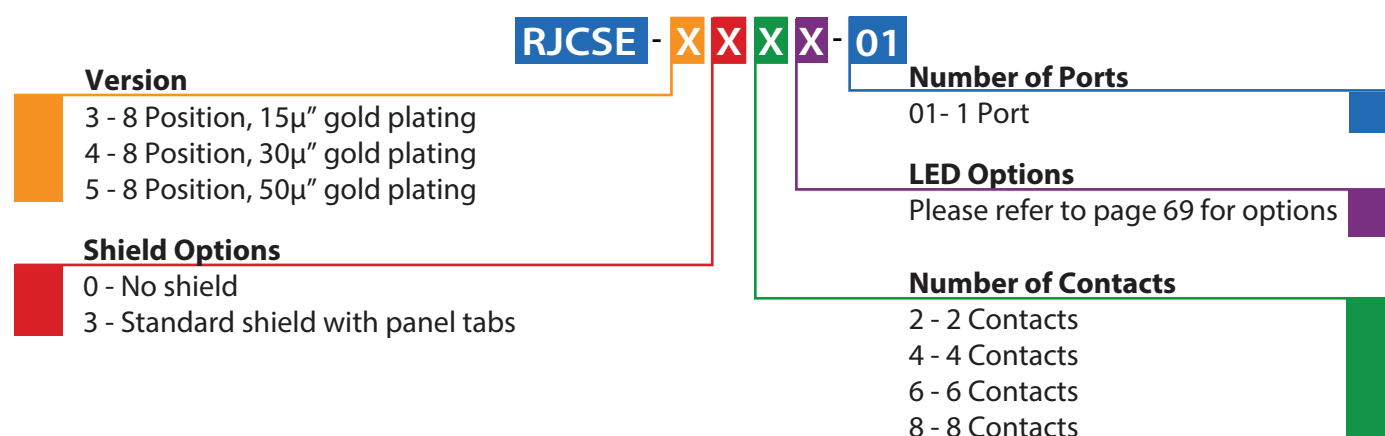 RJCSE - X X X X - 01
Version
3 - 8 Position, 15µ” gold plating
4 - 8 Position, 30µ” gold plating
5 - 8 Position, 50µ” gold plating
Shield Options
0 - No shield
3 - Standard shield with panel tabs
Number of Ports
01- 1 Port
LED Options
Please refer to page 69 for options
Number of Contacts
2 - 2 Contacts
4 - 4 Contacts
6 - 6 Contacts
8 - 8 Contacts